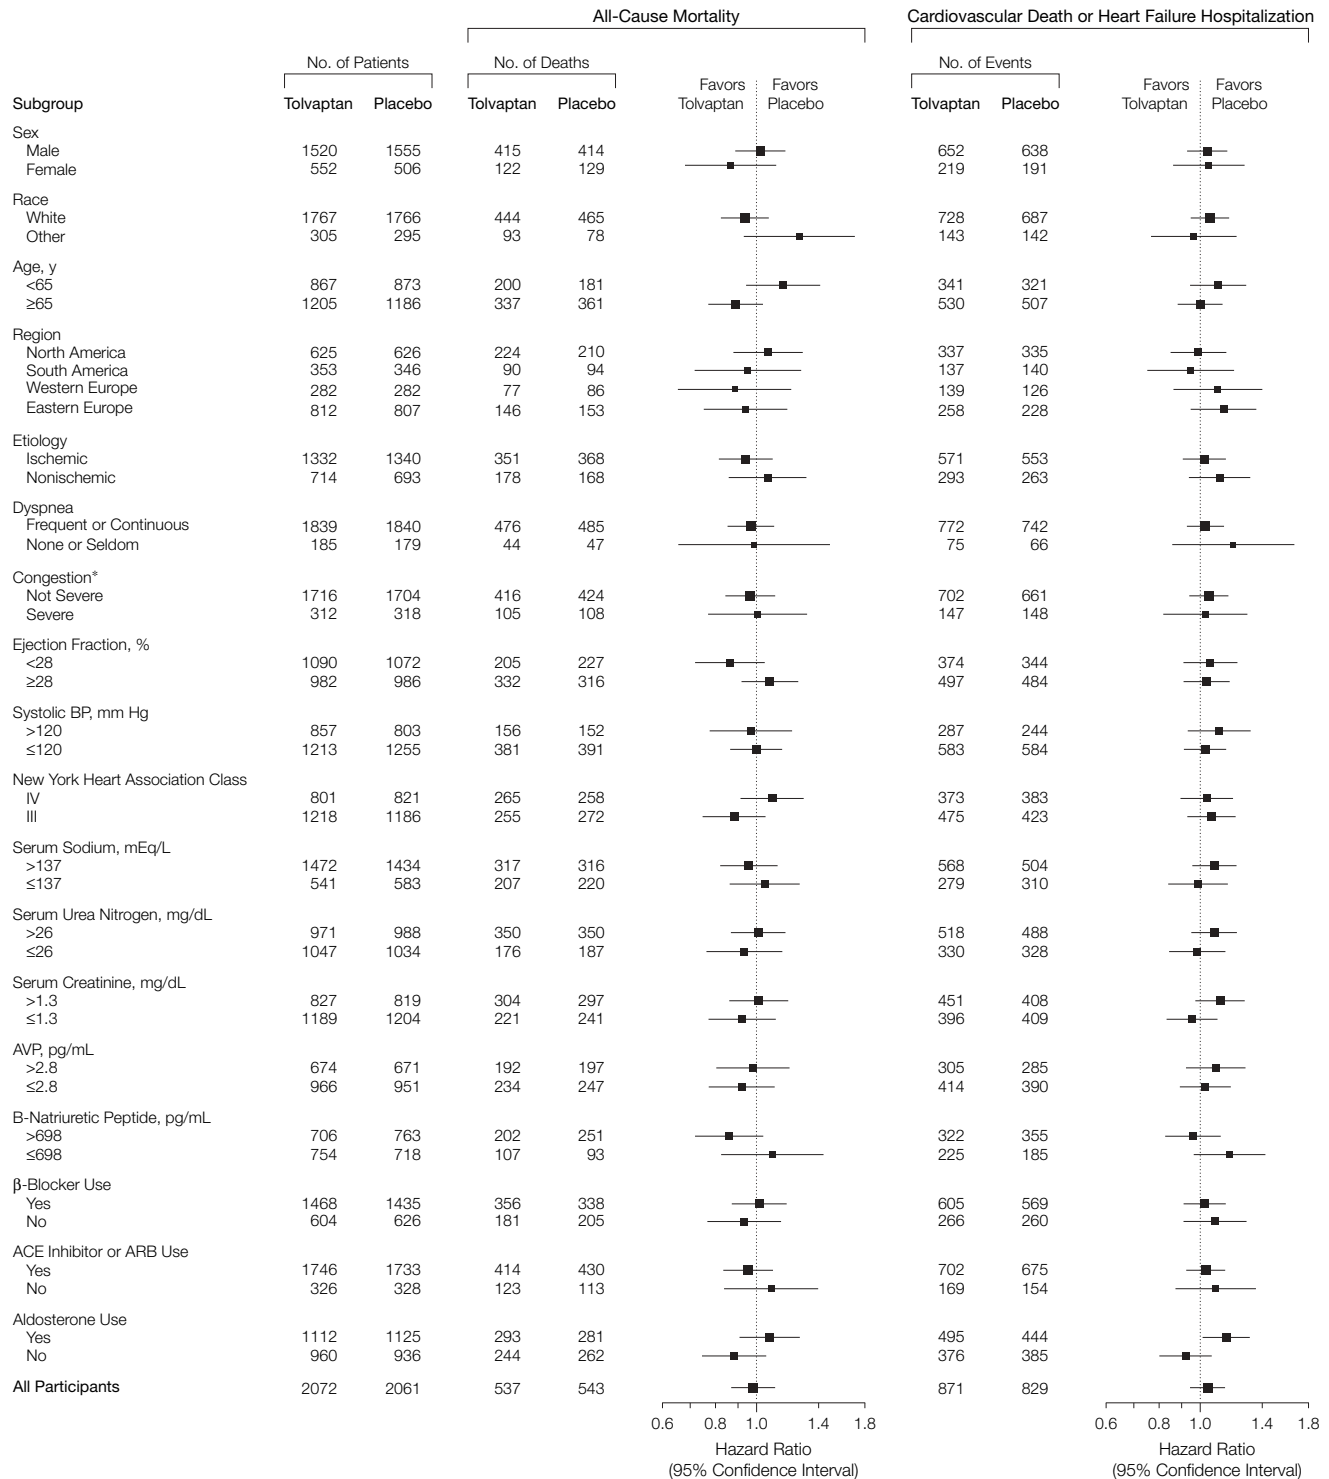 All-Cause Mortality Cardiovascular Death or Heart Failure Hospitalization
No. of Patients No. of Deaths No. of Events
Favors Favors Favors Favors
Subgroup Tolvaptan Placebo Tolvaptan Placebo Tolvaptan Placebo Tolvaptan Placebo Tolvaptan Placebo
Sex
Male 1520 1555 415 414 652 638
Female 552 506 122 129 219 191
Race
White 1767 1766 444 465 728 687
Other 305 295 93 78 143 142
Age, y
<65 867 873 200 181 341 321
≥65 1205 1186 337 361 530 507
Region
North America 625 626 224 210 337 335
South America 353 346 90 94 137 140
Western Europe 282 282 77 86 139 126
Eastern Europe 812 807 146 153 258 228
Etiology
Ischemic 1332 1340 351 368 571 553
Nonischemic 714 693 178 168 293 263
Dyspnea
Frequent or Continuous 1839 1840 476 485 772 742
None or Seldom 185 179 44 47 75 66
Congestion*
Not Severe 1716 1704 416 424 702 661
Severe 312 318 105 108 147 148
Ejection Fraction, %
<28 1090 1072 205 227 374 344
≥28 982 986 332 316 497 484
Systolic BP, mm Hg
>120 857 803 156 152 287 244
≤120 1213 1255 381 391 583 584
New York Heart Association Class
IV 801 821 265 258 373 383
III 1218 1186 255 272 475 423
Serum Sodium, mEq/L
>137 1472 1434 317 316 568 504
≤137 541 583 207 220 279 310
Serum Urea Nitrogen, mg/dL
>26 971 988 350 350 518 488
≤26 1047 1034 176 187 330 328
Serum Creatinine, mg/dL
>1.3 827 819 304 297 451 408
≤1.3 1189 1204 221 241 396 409
AVP, pg/mL
>2.8 674 671 192 197 305 285
≤2.8 966 951 234 247 414 390
B-Natriuretic Peptide, pg/mL
>698 706 763 202 251 322 355
≤698 754 718 107 93 225 185
β-Blocker Use
Yes 1468 1435 356 338 605 569
No 604 626 181 205 266 260
ACE Inhibitor or ARB Use
Yes 1746 1733 414 430 702 675
No 326 328 123 113 169 154
Aldosterone Use
Yes 1112 1125 293 281 495 444
No 960 936 244 262 376 385
All Participants 2072 2061 537 543 871 829
0.6 0.8 1.0 1.4 1.8 0.6 0.8 1.0 1.4 1.8
Hazard Ratio Hazard Ratio
(95% Confidence Interval) (95% Confidence Interval)